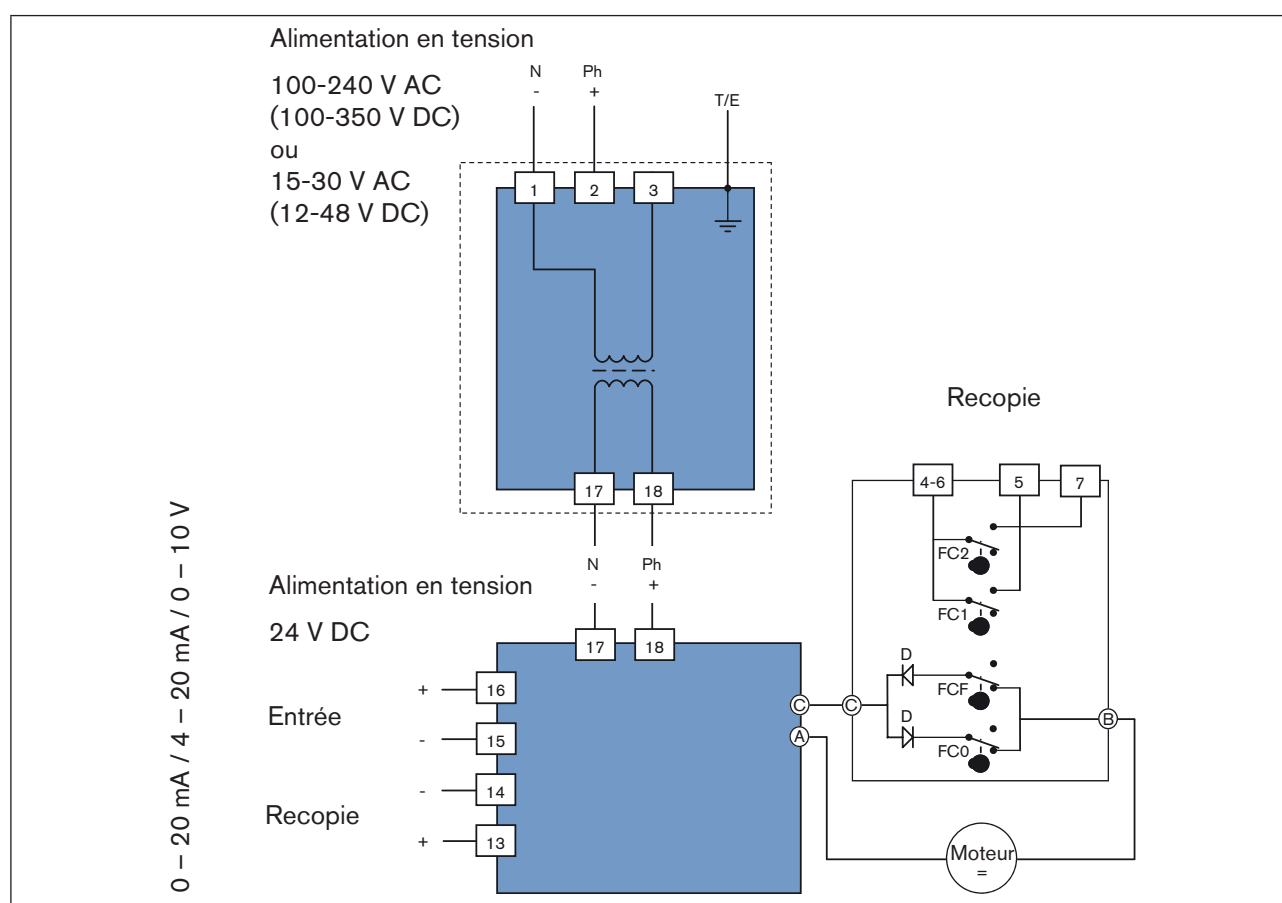 Alimentation en tension
100-240 V AC
(100-350 V DC)
ou
15-30 V AC
(12-48 V DC)
N
-
Ph
+
T/E
1
2
3
17
18
N
-
Ph
+
Alimentation en tension
24 V DC
17
18
0 – 20 mA / 4 – 20 mA / 0 – 10 V
+
16
Entrée
-
15
-
14
Recopie
+
13
C
A
Recopie
4-6
5
7
FC2
FC1
D
FCF
C
D
FC0
B
Moteur
=